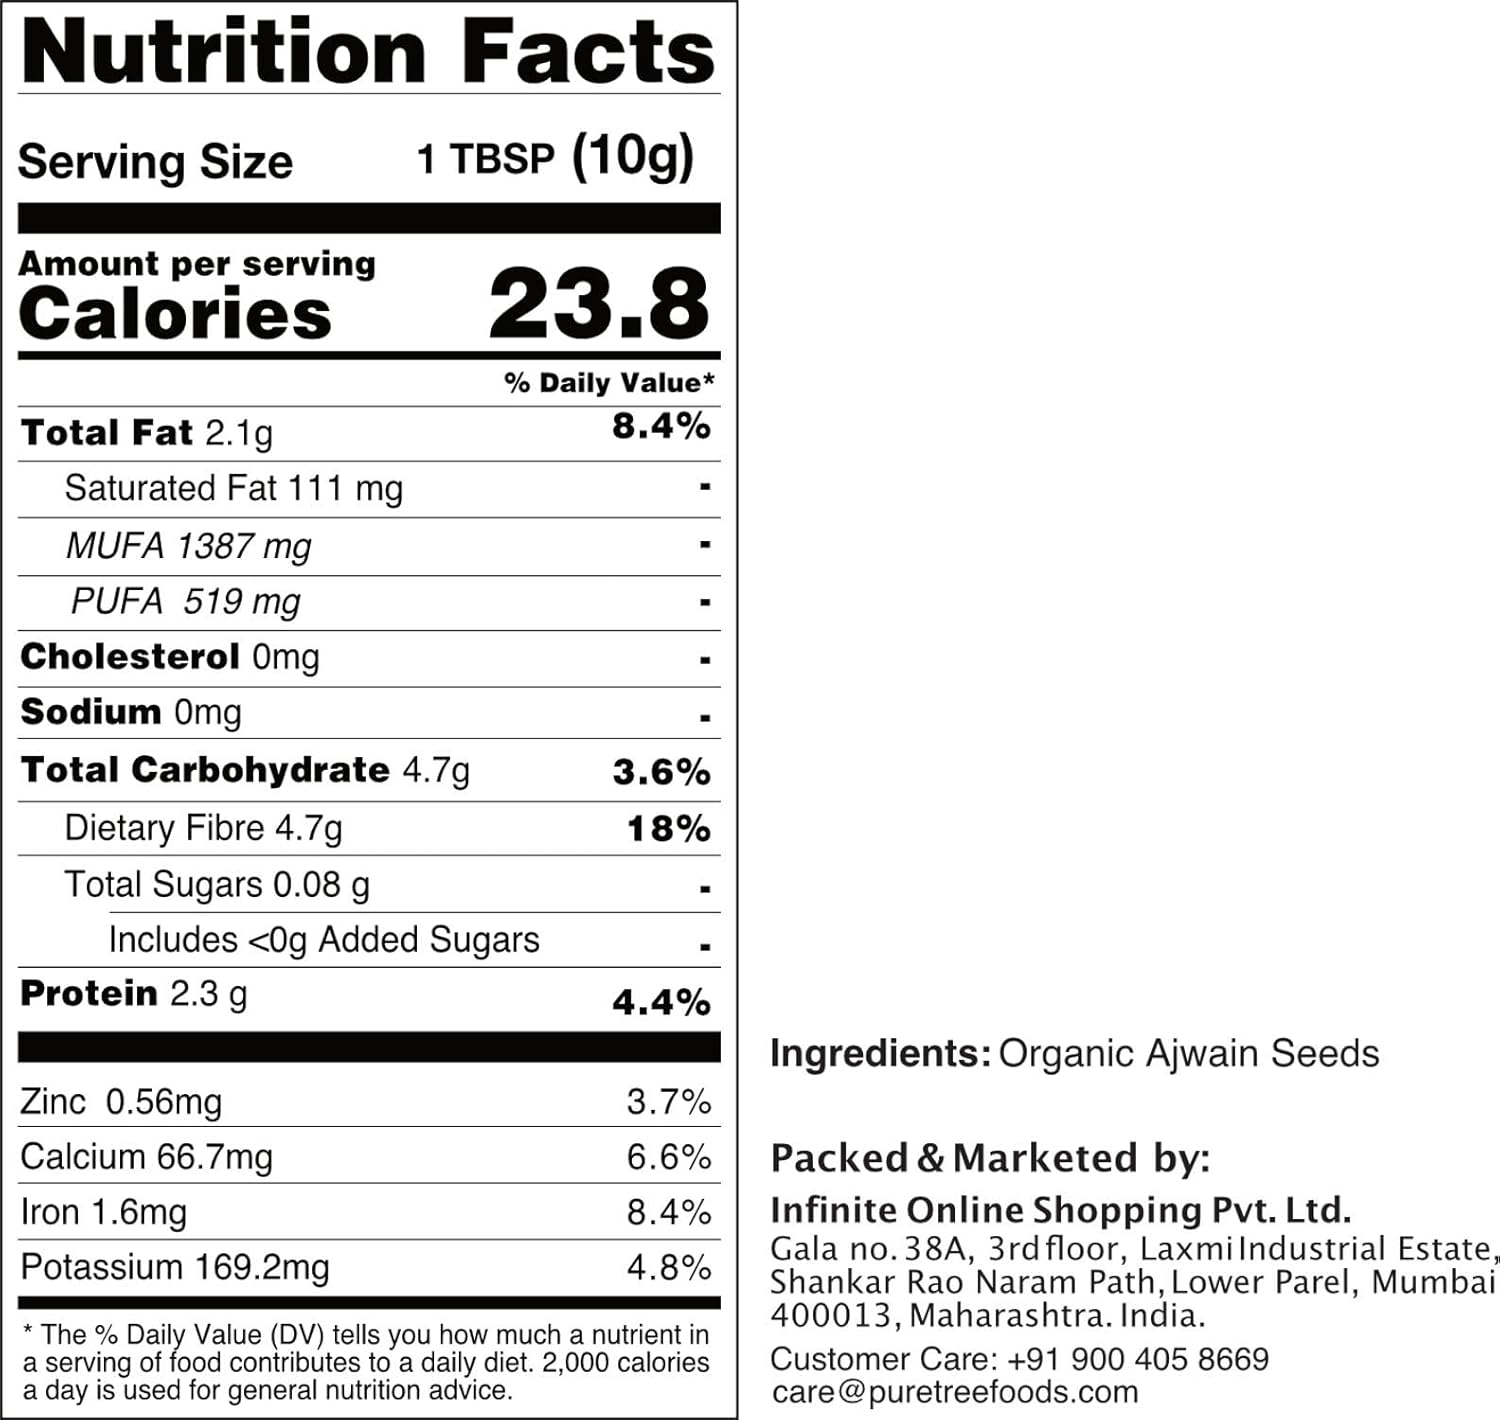 Nutrition Facts
Serving Size 1 TBSP (10g)
Amount per serving
Calories 23.8
% Daily Value*
Total Fat 2.1g 8.4%
Saturated Fat 111 mg -
MUFA 1387 mg -
PUFA 519 mg -
Cholesterol 0mg -
Sodium 0mg -
Total Carbohydrate 4.7g 3.6%
Dietary Fibre 4.7g 18%
Total Sugars 0.08 g -
Includes <0g Added Sugars -
Protein 2.3 g 4.4%
Zinc 0.56mg 3.7%
Calcium 66.7mg 6.6%
Iron 1.6mg 8.4%
Potassium 169.2mg 4.8%
* The % Daily Value (DV) tells you how much a nutrient in
a serving of food contributes to a daily diet. 2,000 calories
a day is used for general nutrition advice.
Ingredients: Organic Ajwain Seeds
Packed & Marketed by:
Infinite Online Shopping Pvt. Ltd.
Gala no. 38A, 3rd floor, Laxmi Industrial Estate,
Shankar Rao Naram Path, Lower Parel, Mumbai
400013, Maharashtra. India.
Customer Care: +91 900 405 8669
care@puretreefoods.com